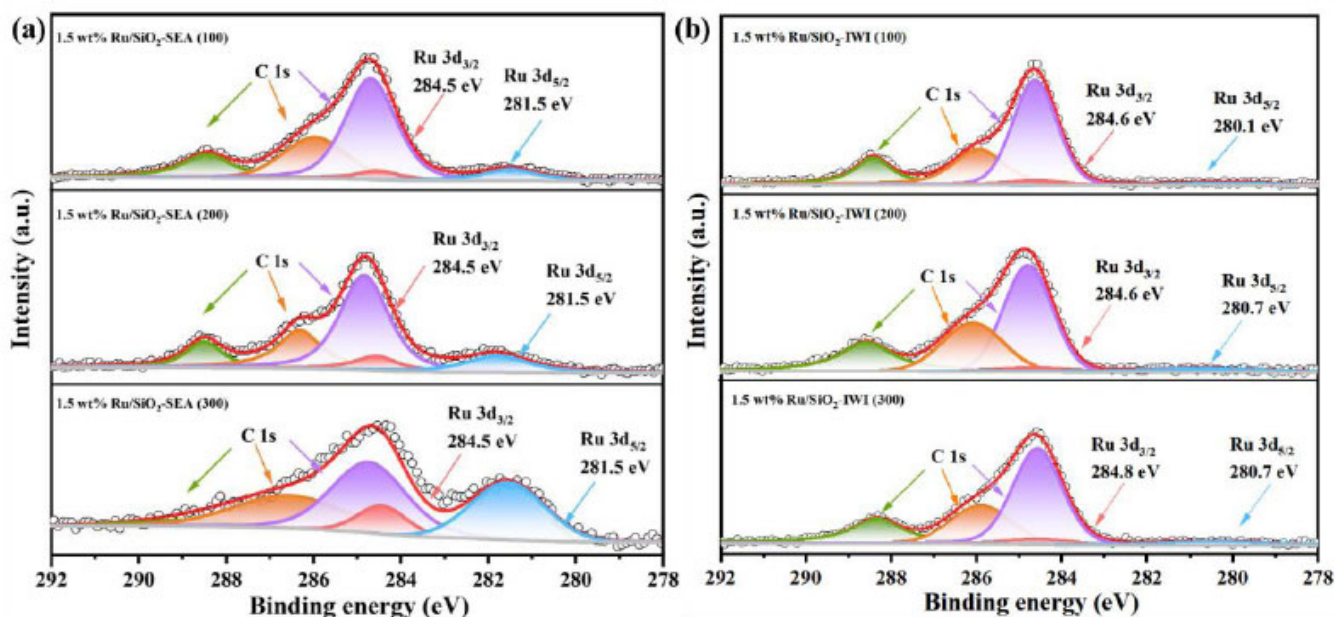 (a)
1.5 wt% Ru/SiO₂-SEA (100)
C 1s
Ru 3d₃/₂
284.5 eV
Ru 3d₅/₂
281.5 eV
1.5 wt% Ru/SiO₂-SEA (200)
C 1s
Ru 3d₃/₂
284.5 eV
Ru 3d₅/₂
281.5 eV
1.5 wt% Ru/SiO₂-SEA (300)
C 1s
Ru 3d₃/₂
284.5 eV
Ru 3d₅/₂
281.5 eV
Intensity (a.u.)
292 290 288 286 284 282 280 278
Binding energy (eV)
(b)
1.5 wt% Ru/SiO₂-IWI (100)
C 1s
Ru 3d₃/₂
284.6 eV
Ru 3d₅/₂
280.1 eV
1.5 wt% Ru/SiO₂-IWI (200)
C 1s
Ru 3d₃/₂
284.6 eV
Ru 3d₅/₂
280.7 eV
1.5 wt% Ru/SiO₂-IWI (300)
C 1s
Ru 3d₃/₂
284.8 eV
Ru 3d₅/₂
280.7 eV
Intensity (a.u.)
292 290 288 286 284 282 280 278
Binding energy (eV)